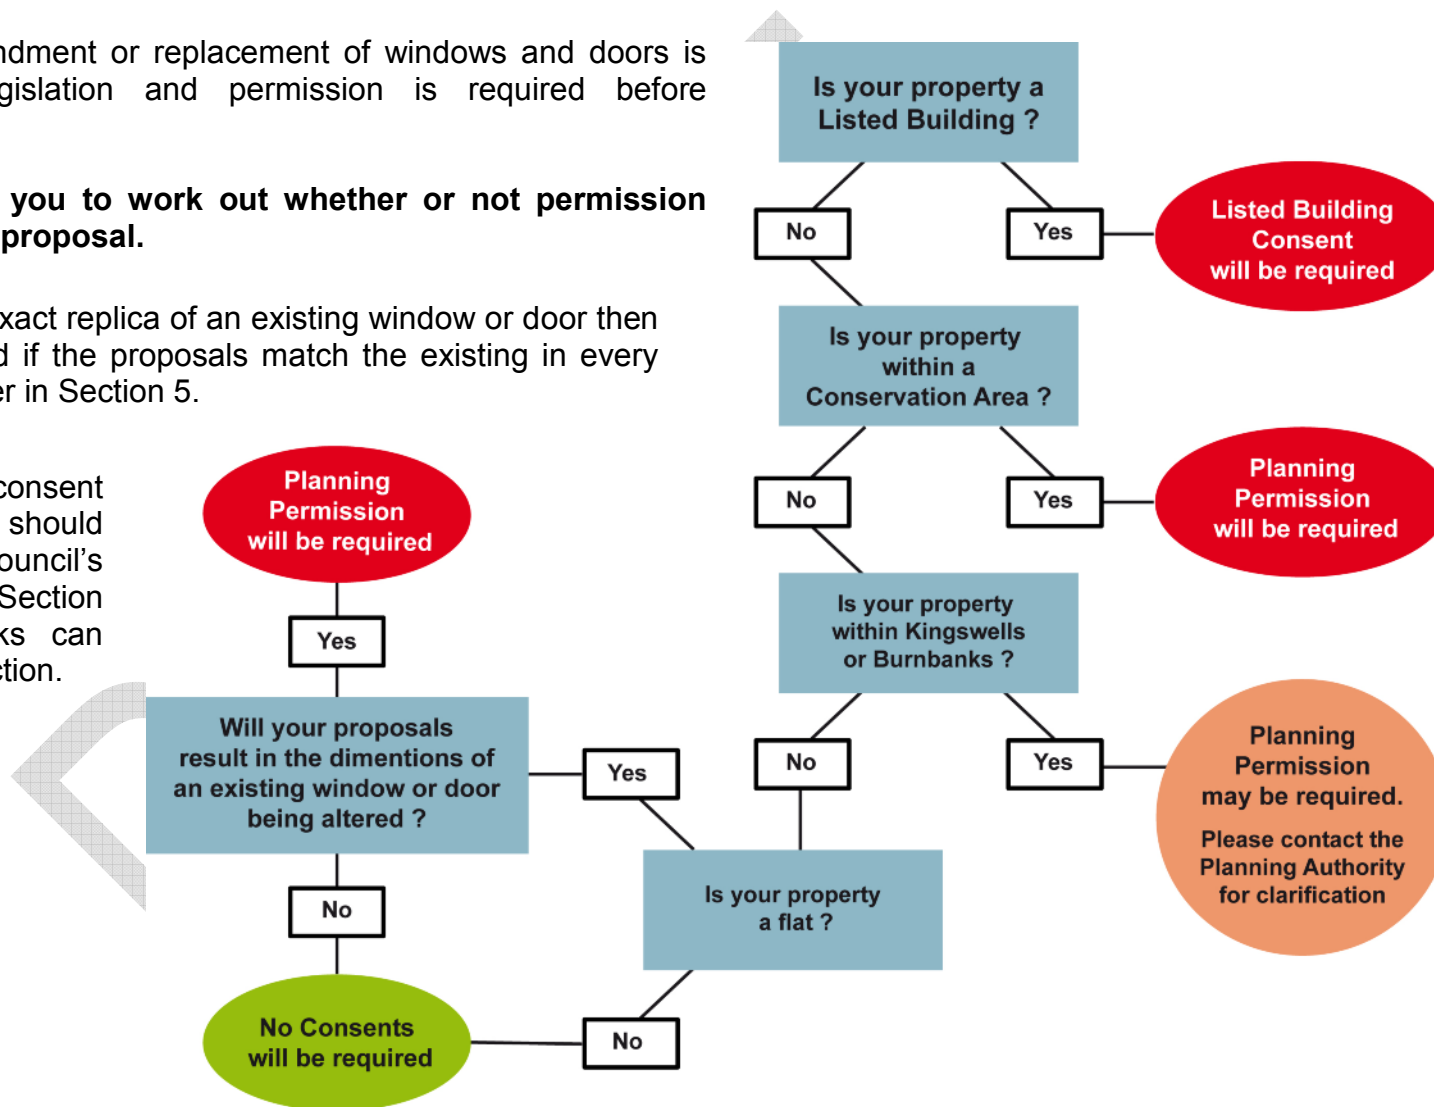 ndment or replacement of windows and doors is
gislation and permission is required before
you to work out whether or not permission
proposal.
xact replica of an existing window or door then
d if the proposals match the existing in every
er in Section 5.
consent
should
ouncil’s
Section
ks can
ction.
Is your property a
Listed Building ?
No
Yes
Listed Building
Consent
will be required
Is your property
within a
Conservation Area ?
No
Yes
Planning
Permission
will be required
Is your property
within Kingswells
or Burnbanks ?
No
Yes
Planning
Permission
may be required.
Please contact the
Planning Authority
for clarification
Is your property
a flat ?
Yes
No
Will your proposals
result in the dimentions of
an existing window or door
being altered ?
Yes
Planning
Permission
will be required
No
No Consents
will be required